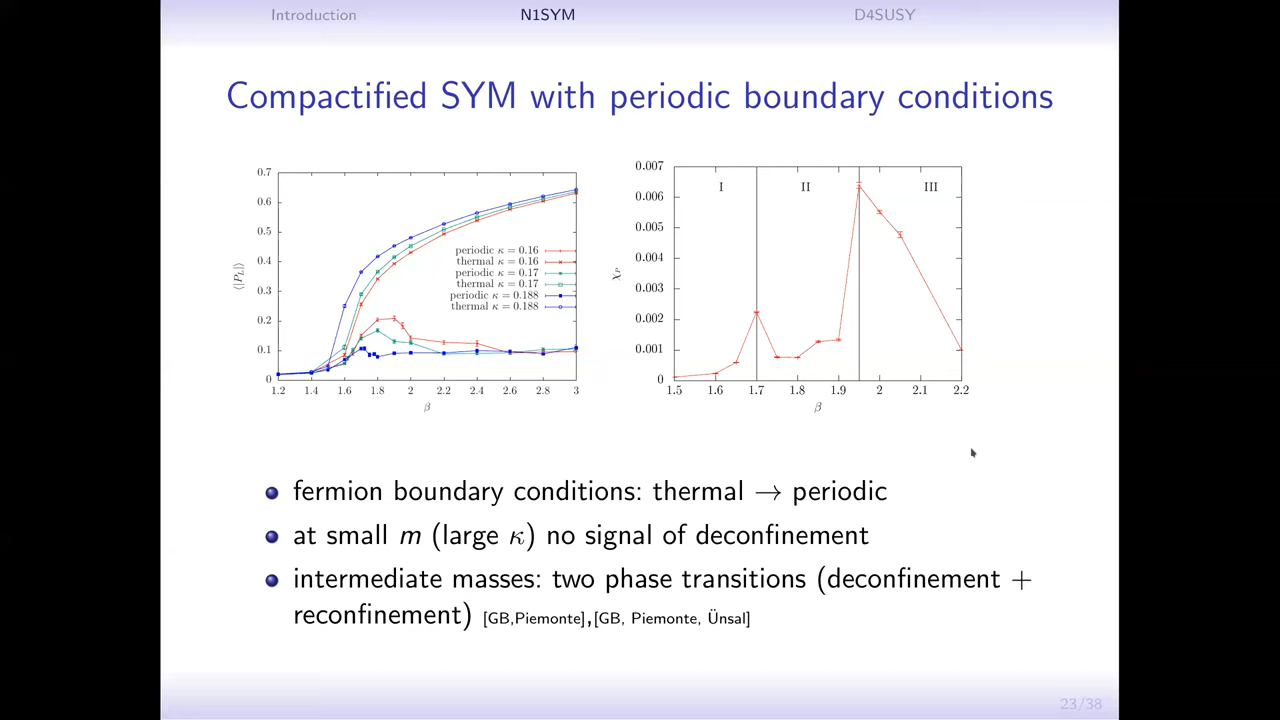 Introduction N1SYM D4SUSY
Compactified SYM with periodic boundary conditions
0.7
0.6
0.5
0.4
0.3
0.2
0.1
0
⟨|P_L|⟩
periodic κ = 0.16
thermal κ = 0.16
periodic κ = 0.17
thermal κ = 0.17
periodic κ = 0.188
thermal κ = 0.188
1.2 1.4 1.6 1.8 2 2.2 2.4 2.6 2.8 3
β
0.007
0.006
0.005
0.004
0.003
0.002
0.001
0
χ_P
I II III
1.5 1.6 1.7 1.8 1.9 2 2.1 2.2
β
fermion boundary conditions: thermal → periodic
at small m (large κ) no signal of deconfinement
intermediate masses: two phase transitions (deconfinement +
reconfinement) [GB,Piemonte],[GB, Piemonte, Ünsal]
23/38